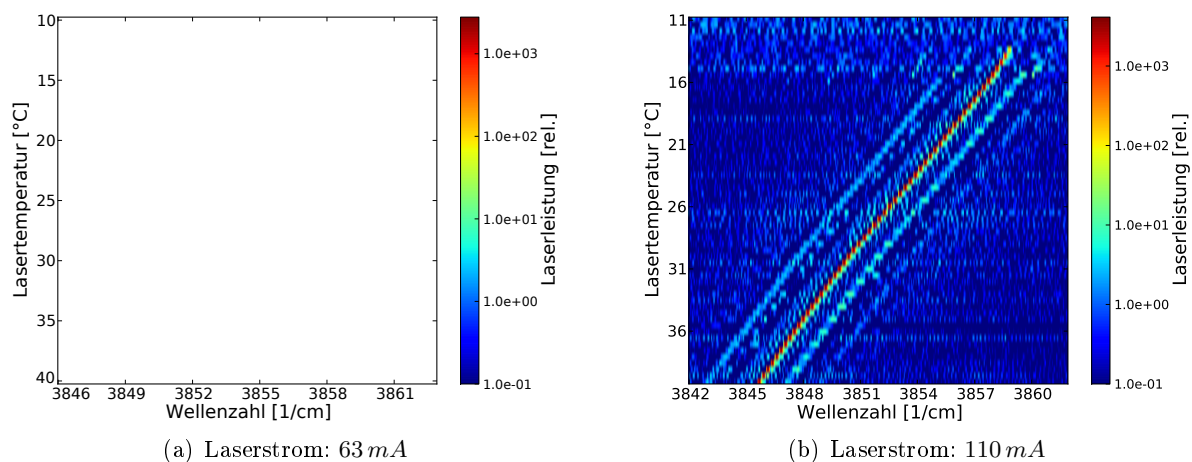 10
15
20
25
30
35
40
Lasertemperatur [°C]
3846 3849 3852 3855 3858 3861
Wellenzahl [1/cm]
1.0e+03
1.0e+02
1.0e+01
1.0e+00
1.0e-01
Laserleistung [rel.]
(a) Laserstrom: 63 mA
11
16
21
26
31
36
Lasertemperatur [°C]
3842 3845 3848 3851 3854 3857 3860
Wellenzahl [1/cm]
1.0e+03
1.0e+02
1.0e+01
1.0e+00
1.0e-01
Laserleistung [rel.]
(b) Laserstrom: 110 mA